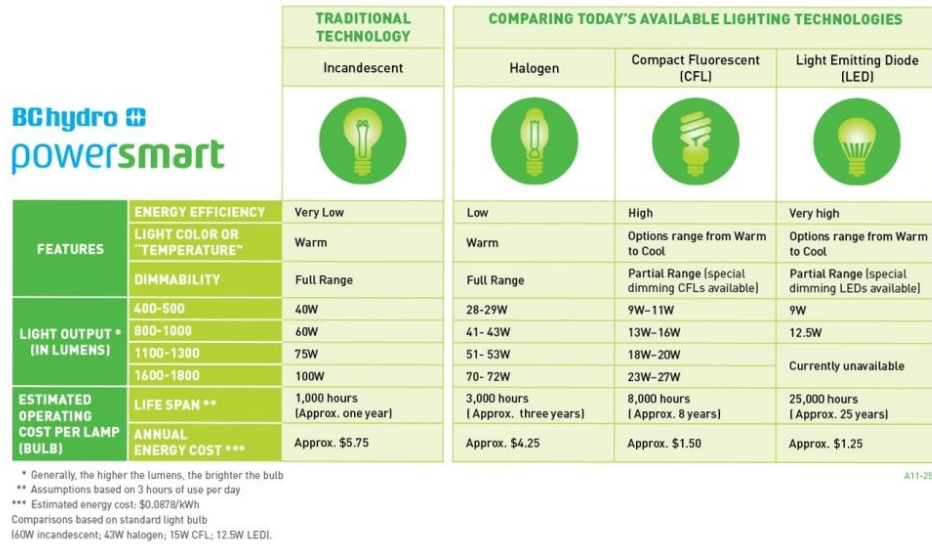 TRADITIONAL
TECHNOLOGY
COMPARING TODAY'S AVAILABLE LIGHTING TECHNOLOGIES
Incandescent
Halogen
Compact Fluorescent
(CFL)
Light Emitting Diode
(LED)
BC hydro
powersmart
FEATURES
ENERGY EFFICIENCY
Very Low
Low
High
Very high
LIGHT COLOR OR
"TEMPERATURE"
Warm
Warm
Options range from Warm
to Cool
Options range from Warm
to Cool
DIMMABILITY
Full Range
Full Range
Partial Range (special
dimming CFLs available)
Partial Range (special
dimming LEDs available)
LIGHT OUTPUT *
(IN LUMENS)
400-500
40W
28-29W
9W–11W
9W
800-1000
60W
41- 43W
13W–16W
12.5W
1100-1300
75W
51- 53W
18W–20W
Currently unavailable
1600-1800
100W
70- 72W
23W–27W
ESTIMATED
OPERATING
COST PER LAMP
(BULB)
LIFE SPAN **
1,000 hours
(Approx. one year)
3,000 hours
( Approx. three years)
8,000 hours
( Approx. 8 years)
25,000 hours
( Approx. 25 years)
ANNUAL
ENERGY COST ***
Approx. $5.75
Approx. $4.25
Approx. $1.50
Approx. $1.25
* Generally, the higher the lumens, the brighter the bulb
** Assumptions based on 3 hours of use per day
*** Estimated energy cost: $0.0878/kWh
Comparisons based on standard light bulb
(60W incandescent; 43W halogen; 15W CFL; 12.5W LED).
A11-25